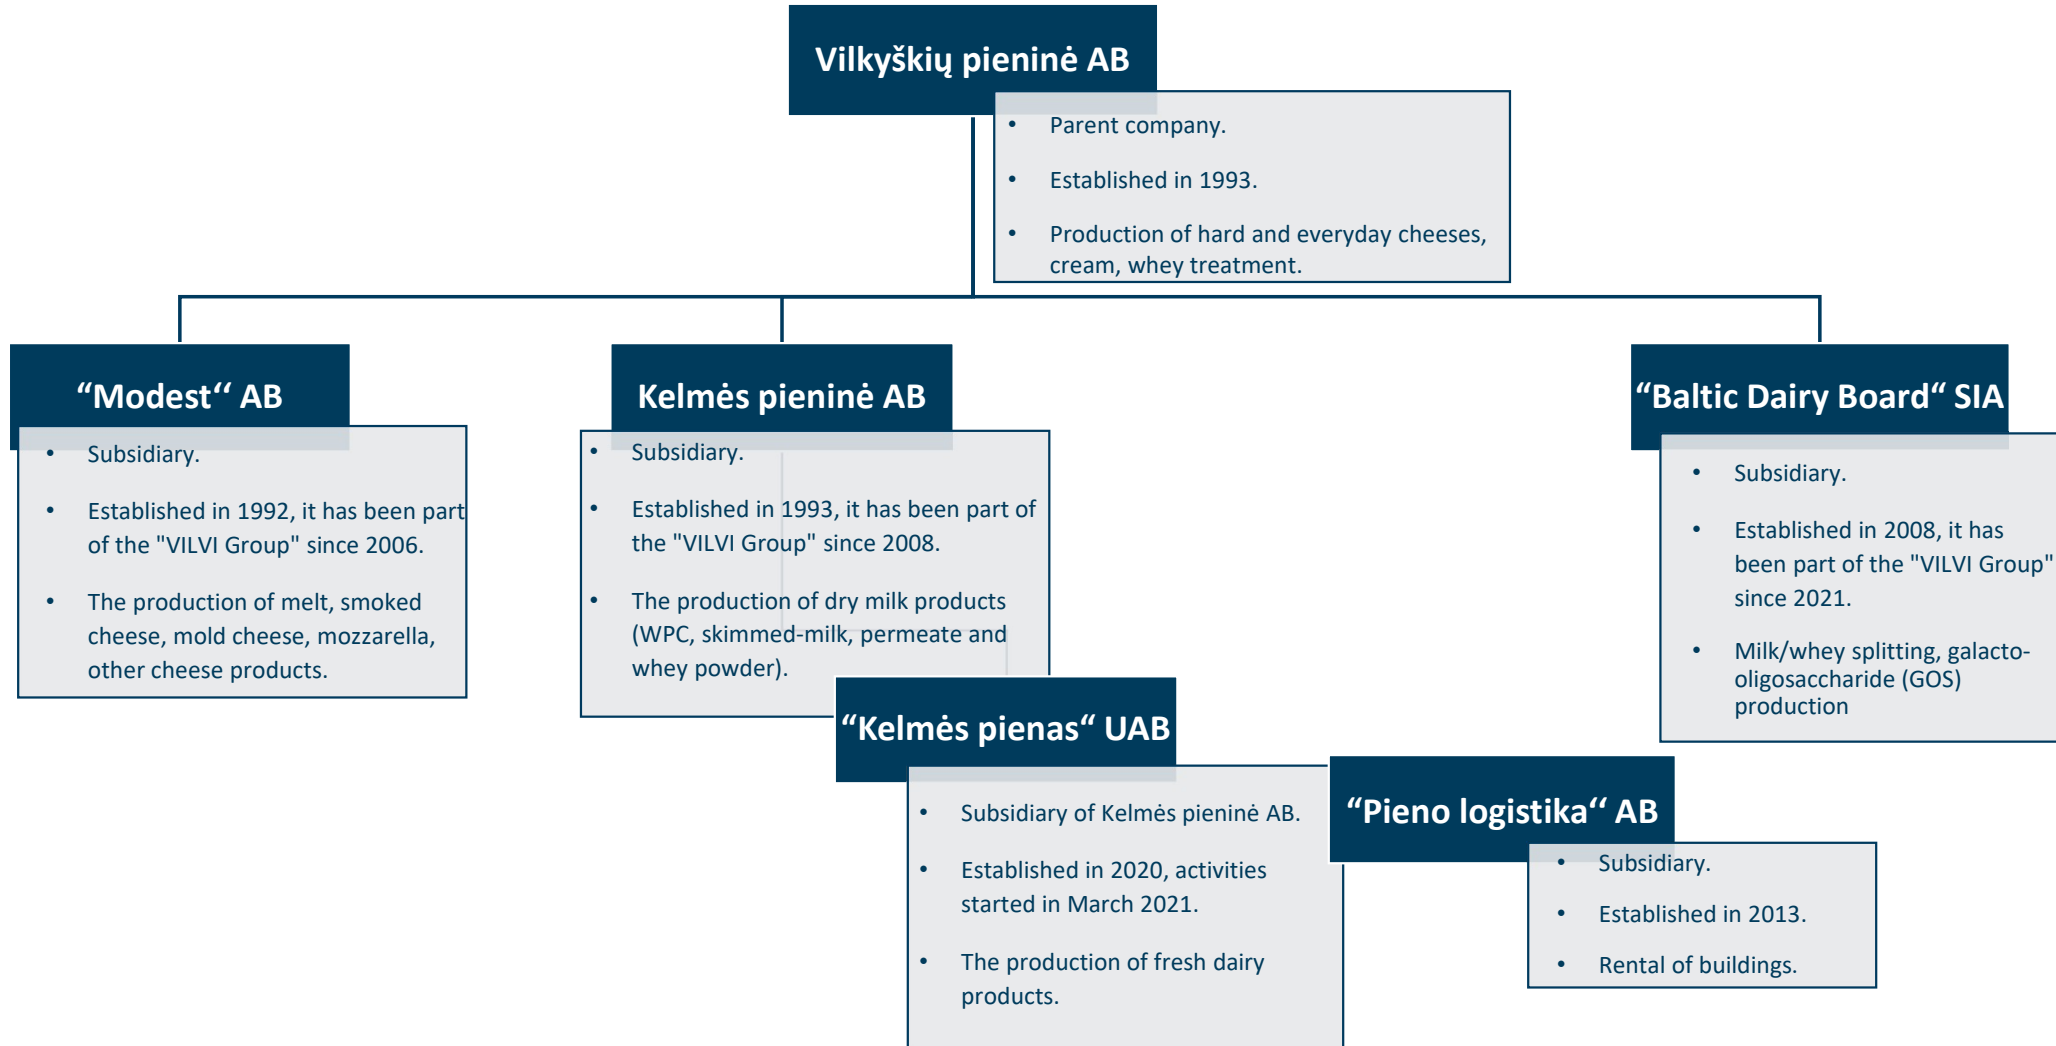 Vilkyškių pieninė AB
• Parent company.
• Established in 1993.
• Production of hard and everyday cheeses,
cream, whey treatment.
“Modest‘‘ AB
• Subsidiary.
• Established in 1992, it has been part
of the "VILVI Group" since 2006.
• The production of melt, smoked
cheese, mold cheese, mozzarella,
other cheese products.
Kelmės pieninė AB
• Subsidiary.
• Established in 1993, it has been part of
the "VILVI Group" since 2008.
• The production of dry milk products
(WPC, skimmed-milk, permeate and
whey powder).
“Kelmės pienas“ UAB
• Subsidiary of Kelmės pieninė AB.
• Established in 2020, activities
started in March 2021.
• The production of fresh dairy
products.
“Pieno logistika‘‘ AB
• Subsidiary.
• Established in 2013.
• Rental of buildings.
“Baltic Dairy Board“ SIA
• Subsidiary.
• Established in 2008, it has
been part of the "VILVI Group"
since 2021.
• Milk/whey splitting, galacto-
oligosaccharide (GOS)
production